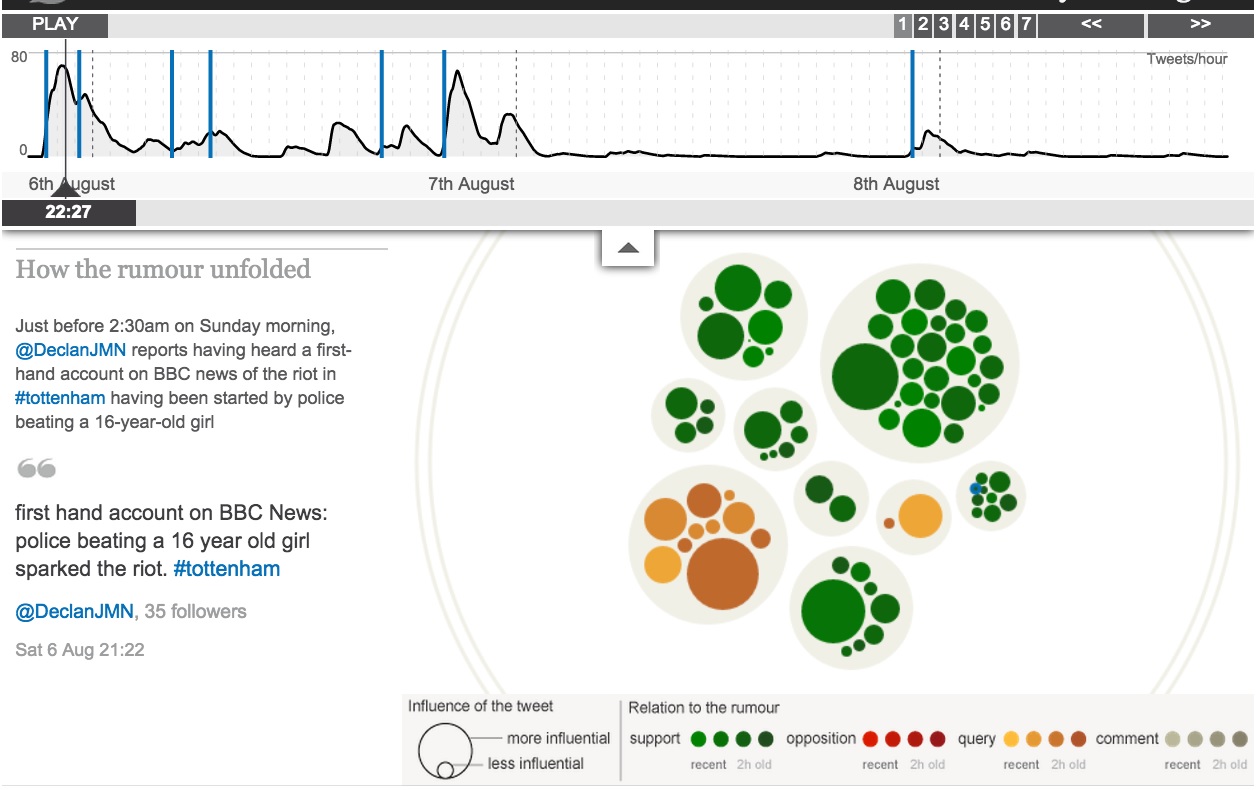 PLAY
1 2 3 4 5 6 7 << >>
80
Tweets/hour
0
6th August
7th August
8th August
22:27
How the rumour unfolded
Just before 2:30am on Sunday morning,
@DeclanJMN reports having heard a first-
hand account on BBC news of the riot in
#tottenham having been started by police
beating a 16-year-old girl
first hand account on BBC News:
police beating a 16 year old girl
sparked the riot. #tottenham
@DeclanJMN, 35 followers
Sat 6 Aug 21:22
Influence of the tweet
more influential
less influential
Relation to the rumour
support opposition query comment
recent 2h old recent 2h old recent 2h old recent 2h old